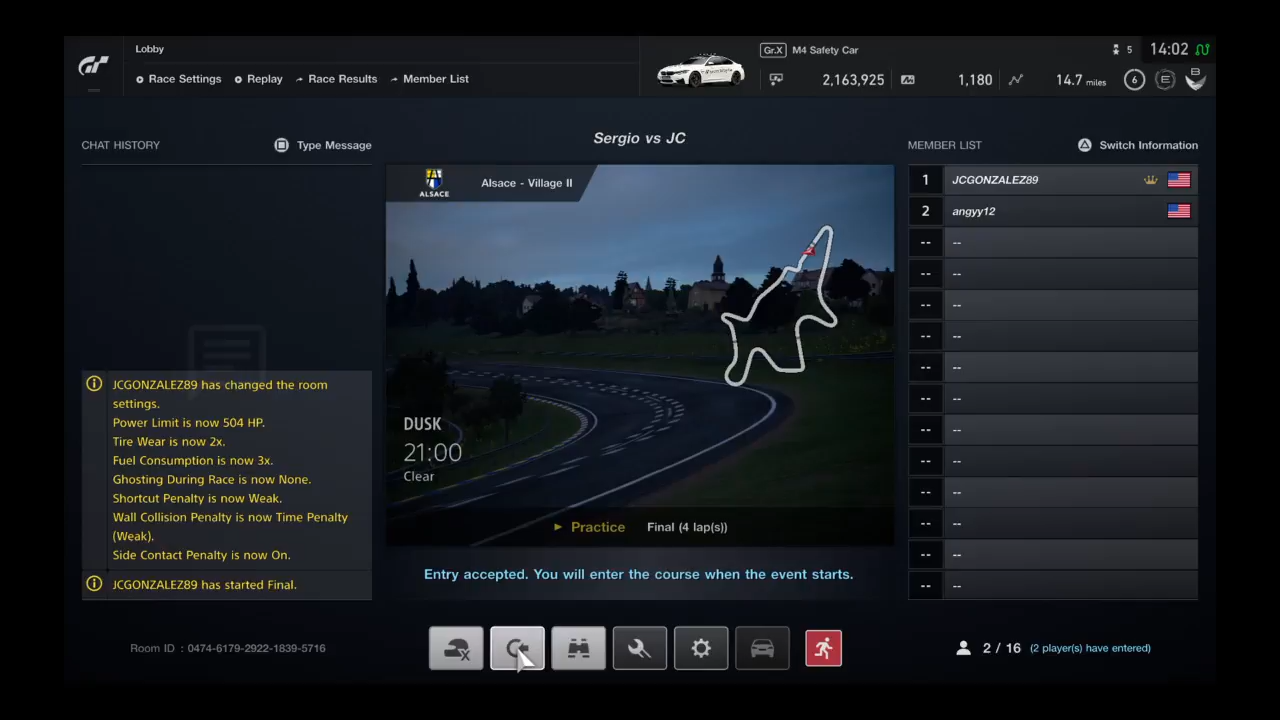 Lobby
Race Settings Replay Race Results Member List
Gr.X M4 Safety Car
5 14:02
2,163,925 1,180 14.7 miles 6 E B
CHAT HISTORY Type Message
Sergio vs JC
MEMBER LIST Switch Information
ALSACE
Alsace - Village II
1 JCGONZALEZ89
2 angyy12
-- --
-- --
-- --
-- --
-- --
-- --
-- --
-- --
-- --
-- --
-- --
-- --
JCGONZALEZ89 has changed the room
settings.
Power Limit is now 504 HP.
Tire Wear is now 2x.
Fuel Consumption is now 3x.
Ghosting During Race is now None.
Shortcut Penalty is now Weak.
Wall Collision Penalty is now Time Penalty
(Weak).
Side Contact Penalty is now On.
JCGONZALEZ89 has started Final.
DUSK
21:00
Clear
Practice Final (4 lap(s))
Entry accepted. You will enter the course when the event starts.
Room ID : 0474-6179-2922-1839-5716
2 / 16 (2 player(s) have entered)